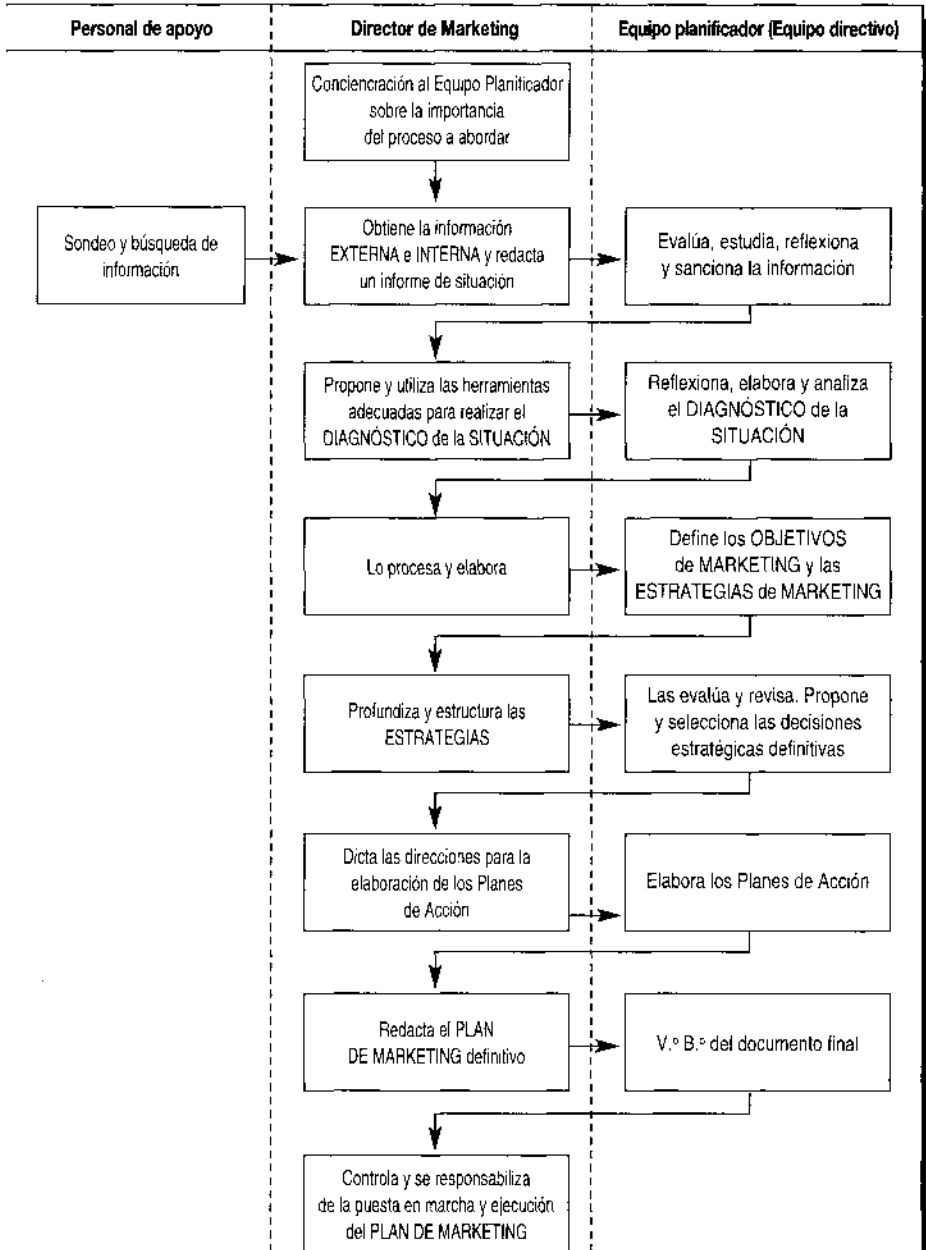 Personal de apoyo
Director de Marketing
Equipo planificador (Equipo directivo)
Conciencración al Equipo Planificador
sobre la importancia
del proceso a abordar
Sondeo y búsqueda de
información
Obtiene la información
EXTERNA e INTERNA y redacta
un informe de situación
Evalúa, estudia, reflexiona
y sanciona la información
Propone y utiliza las herramientas
adecuadas para realizar el
DIAGNÓSTICO de la SITUACIÓN
Reflexiona, elabora y analiza
el DIAGNÓSTICO de la
SITUACIÓN
Lo procesa y elabora
Define los OBJETIVOS
de MARKETING y las
ESTRATEGIAS de MARKETING
Profundiza y estructura las
ESTRATEGIAS
Las evalúa y revisa. Propone
y selecciona las decisiones
estratégicas definitivas
Dicta las direcciones para la
elaboración de los Planes
de Acción
Elabora los Planes de Acción
Redacta el PLAN
DE MARKETING definitivo
V.º B.º del documento final
Controla y se responsabiliza
de la puesta en marcha y ejecución
del PLAN DE MARKETING